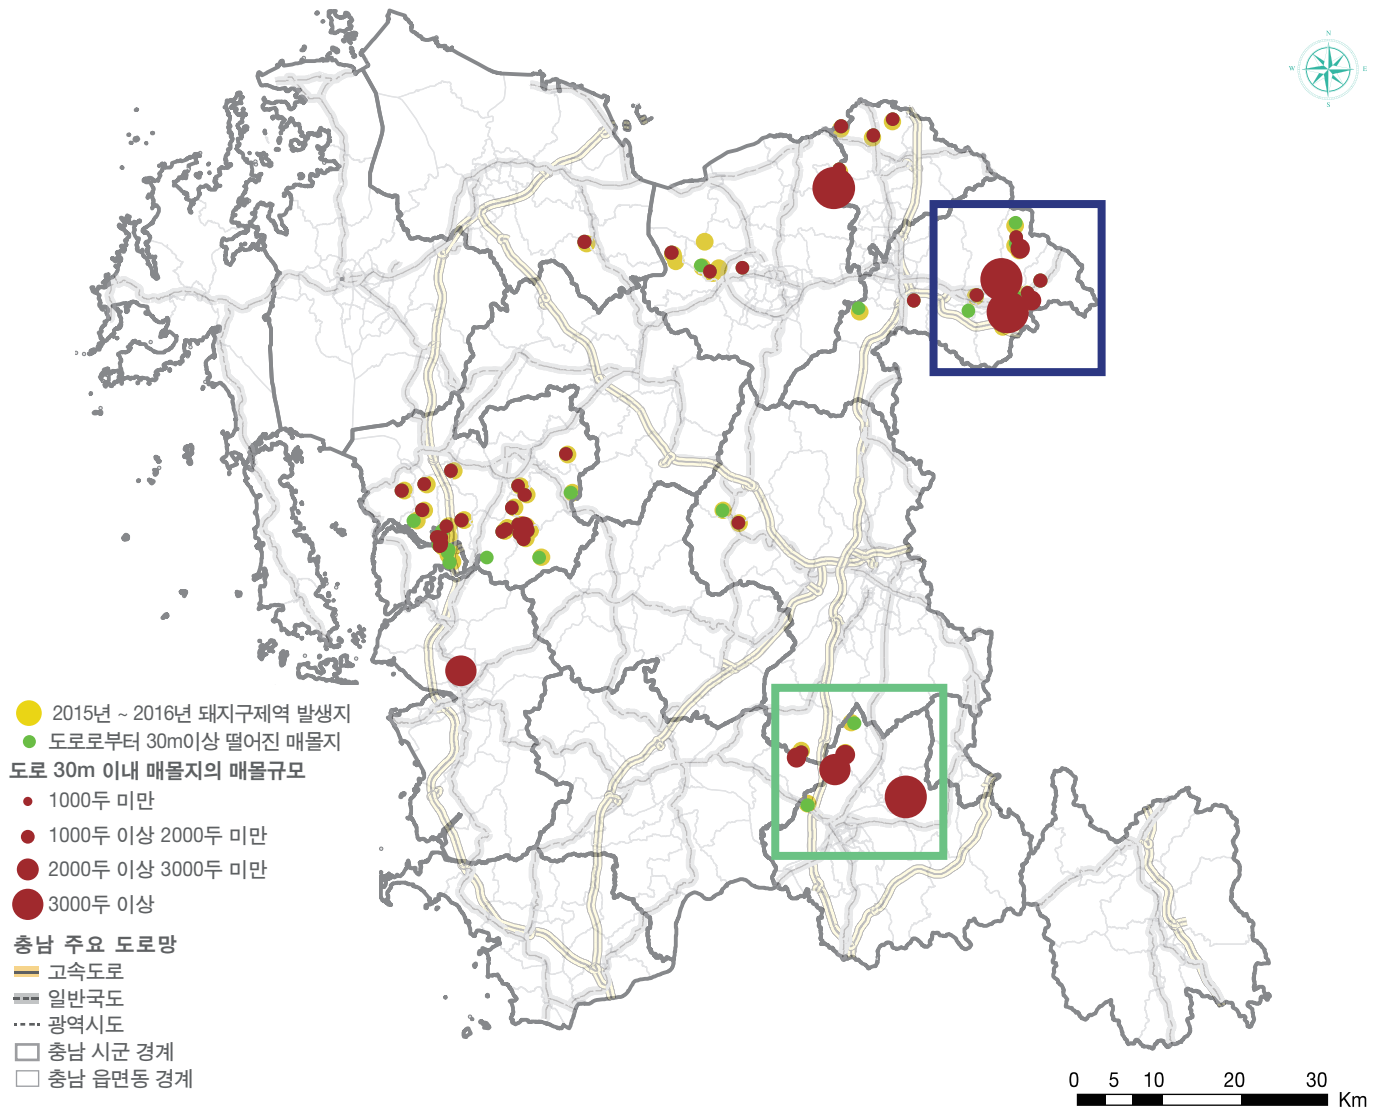 N
W E
S
2015년 ~ 2016년 돼지구제역 발생지
도로로부터 30m이상 떨어진 매몰지
도로 30m 이내 매몰지의 매몰규모
1000두 미만
1000두 이상 2000두 미만
2000두 이상 3000두 미만
3000두 이상
충남 주요 도로망
고속도로
일반국도
광역시도
충남 시군 경계
충남 읍면동 경계
0 5 10 20 30
Km